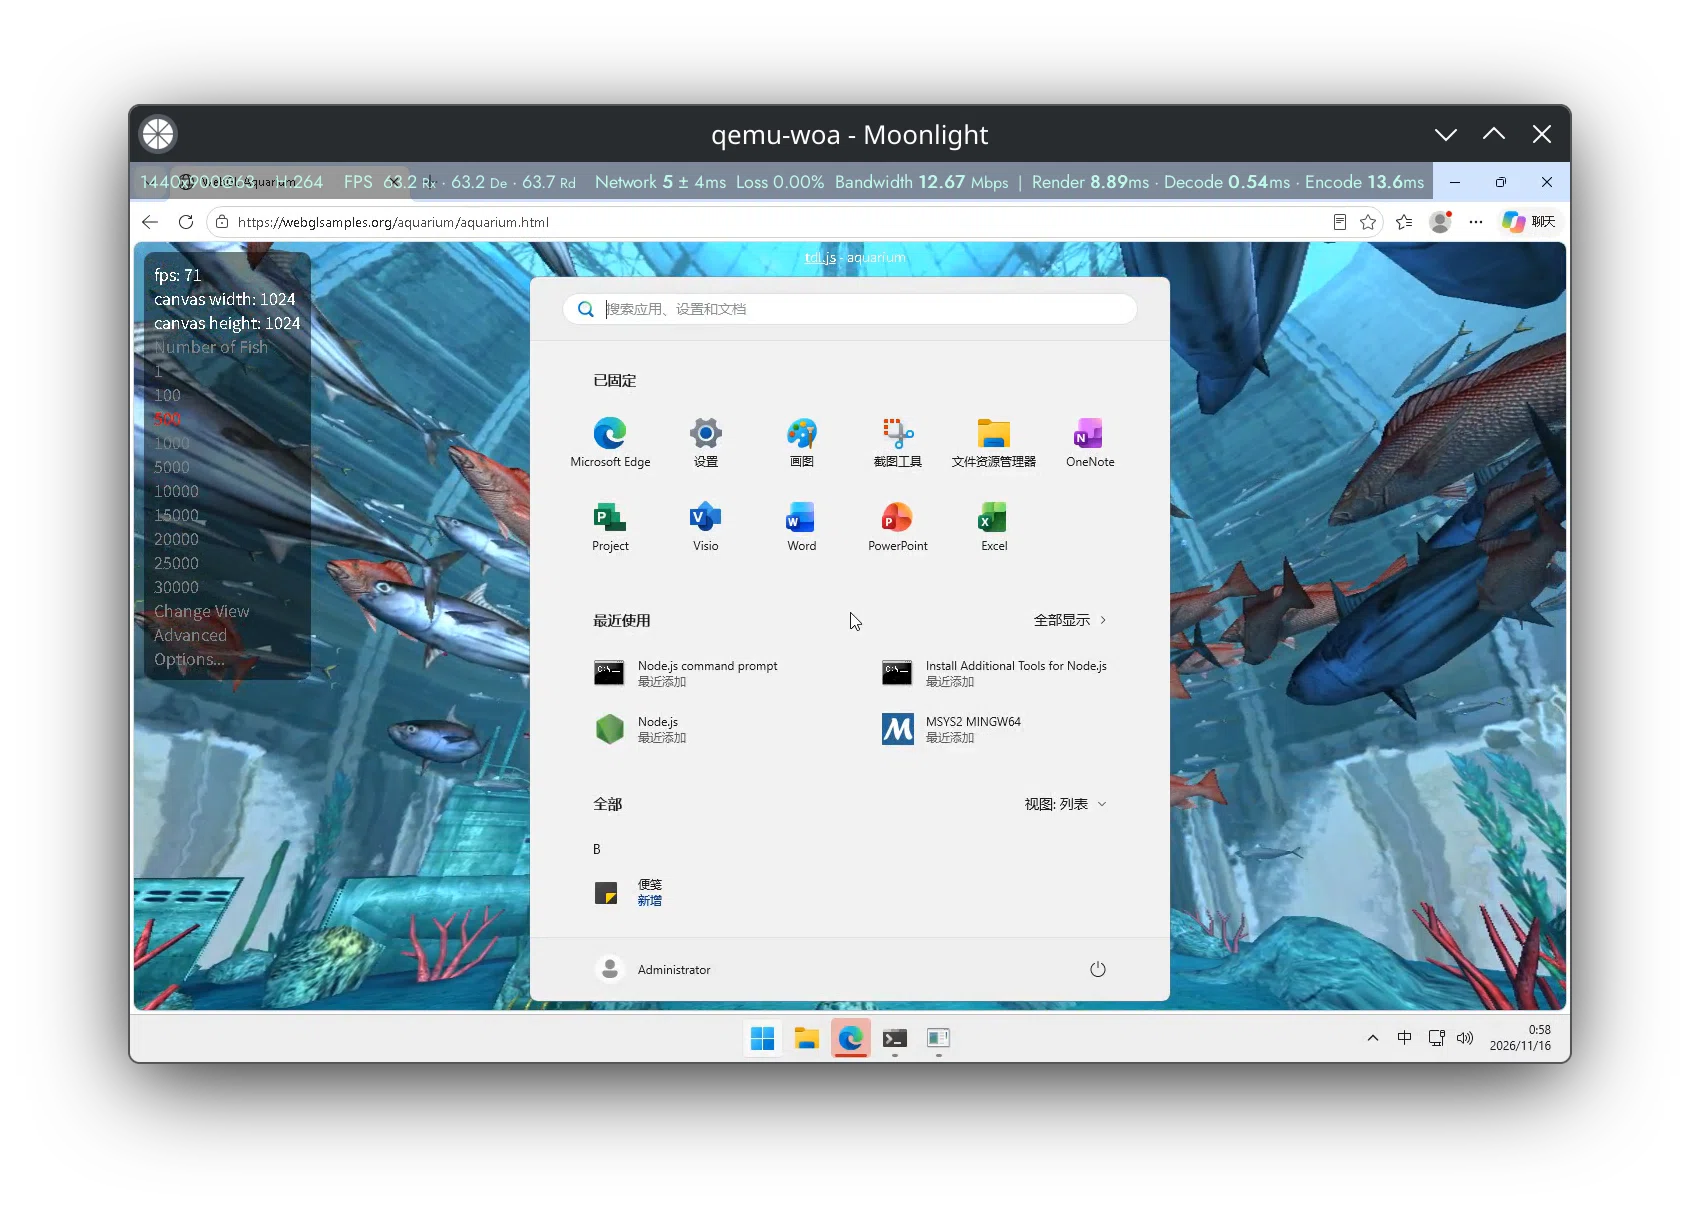 qemu-woa - Moonlight
1440x900@63 H.264 FPS 63.2 Rx · 63.2 De · 63.7 Rd Network 5 ± 4ms Loss 0.00% Bandwidth 12.67 Mbps | Render 8.89ms · Decode 0.54ms · Encode 13.6ms
https://webglsamples.org/aquarium/aquarium.html
聊天
tdl.js - aquarium
fps: 71
canvas width: 1024
canvas height: 1024
Number of Fish
1
100
500
1000
5000
10000
15000
20000
25000
30000
Change View
Advanced
Options...
搜索应用、设置和文档
已固定
Microsoft Edge 设置 画图 截图工具 文件资源管理器 OneNote
Project Visio Word PowerPoint Excel
最近使用 全部显示
Node.js command prompt
最近添加
Install Additional Tools for Node.js
最近添加
Node.js
最近添加
MSYS2 MINGW64
最近添加
全部 视图: 列表
B
便笺
新增
Administrator
中
0:58
2026/11/16